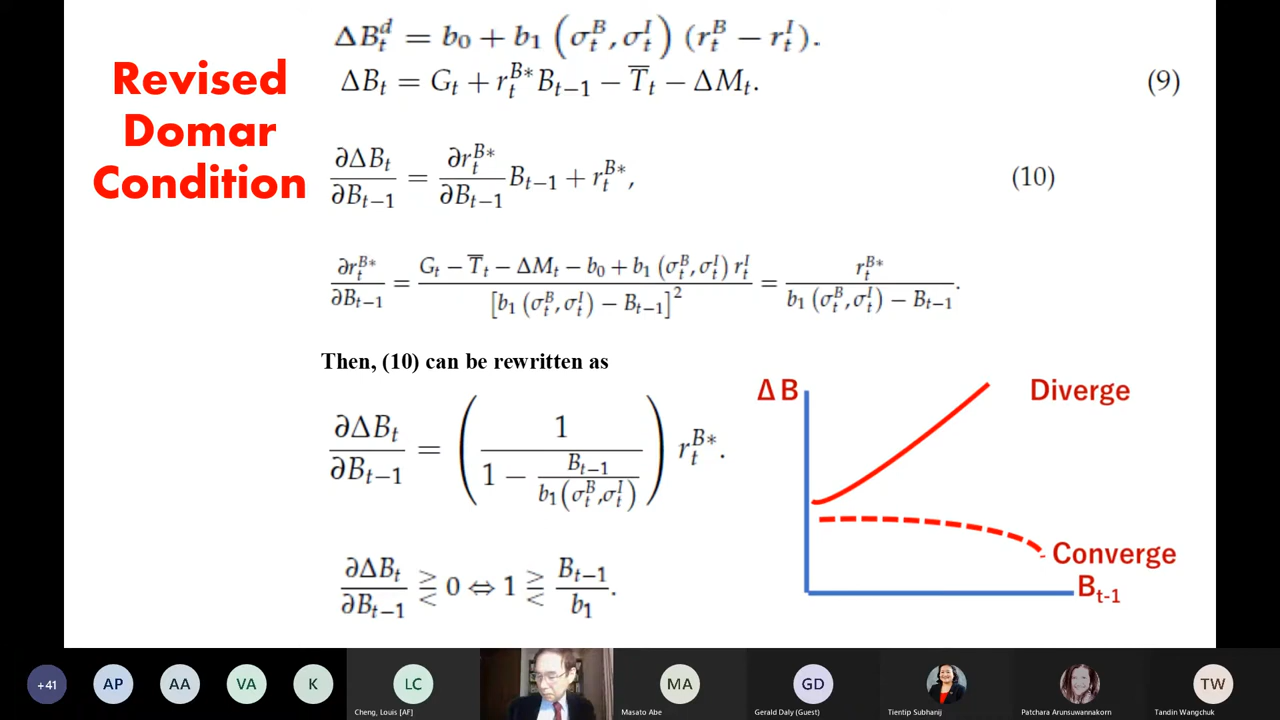 Revised
Domar
Condition
ΔB_t^d = b_0 + b_1 (σ_t^B, σ_t^I) (r_t^B − r_t^I).
ΔB_t = G_t + r_t^{B*} B_{t−1} − T̅_t − ΔM_t. (9)
∂ΔB_t/∂B_{t−1} = ∂r_t^{B*}/∂B_{t−1} B_{t−1} + r_t^{B*}, (10)
∂r_t^{B*}/∂B_{t−1} = (G_t − T̅_t − ΔM_t − b_0 + b_1 (σ_t^B, σ_t^I) r_t^I)/[b_1 (σ_t^B, σ_t^I) − B_{t−1}]^2 = r_t^{B*}/(b_1 (σ_t^B, σ_t^I) − B_{t−1}).
Then, (10) can be rewritten as
∂ΔB_t/∂B_{t−1} = (1/(1 − B_{t−1}/b_1(σ_t^B, σ_t^I))) r_t^{B*}.
∂ΔB_t/∂B_{t−1} ⪌ 0 ⇔ 1 ⪌ B_{t−1}/b_1.
Δ B
Diverge
Converge
B_{t-1}
+41
AP
AA
VA
K
LC
Cheng, Louis [AF]
MA
Masato Abe
GD
Gerald Daly (Guest)
Tientip Subhanij
Patchara Arunsuwannakorn
TW
Tandin Wangchuk